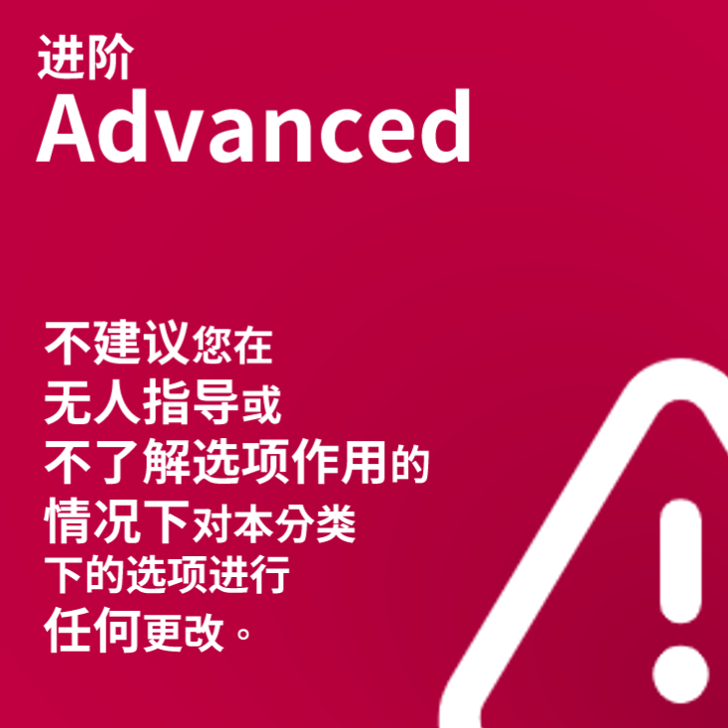 进阶
Advanced
不建议您在
无人指导或
不了解选项作用的
情况下对本分类
下的选项进行
任何更改。